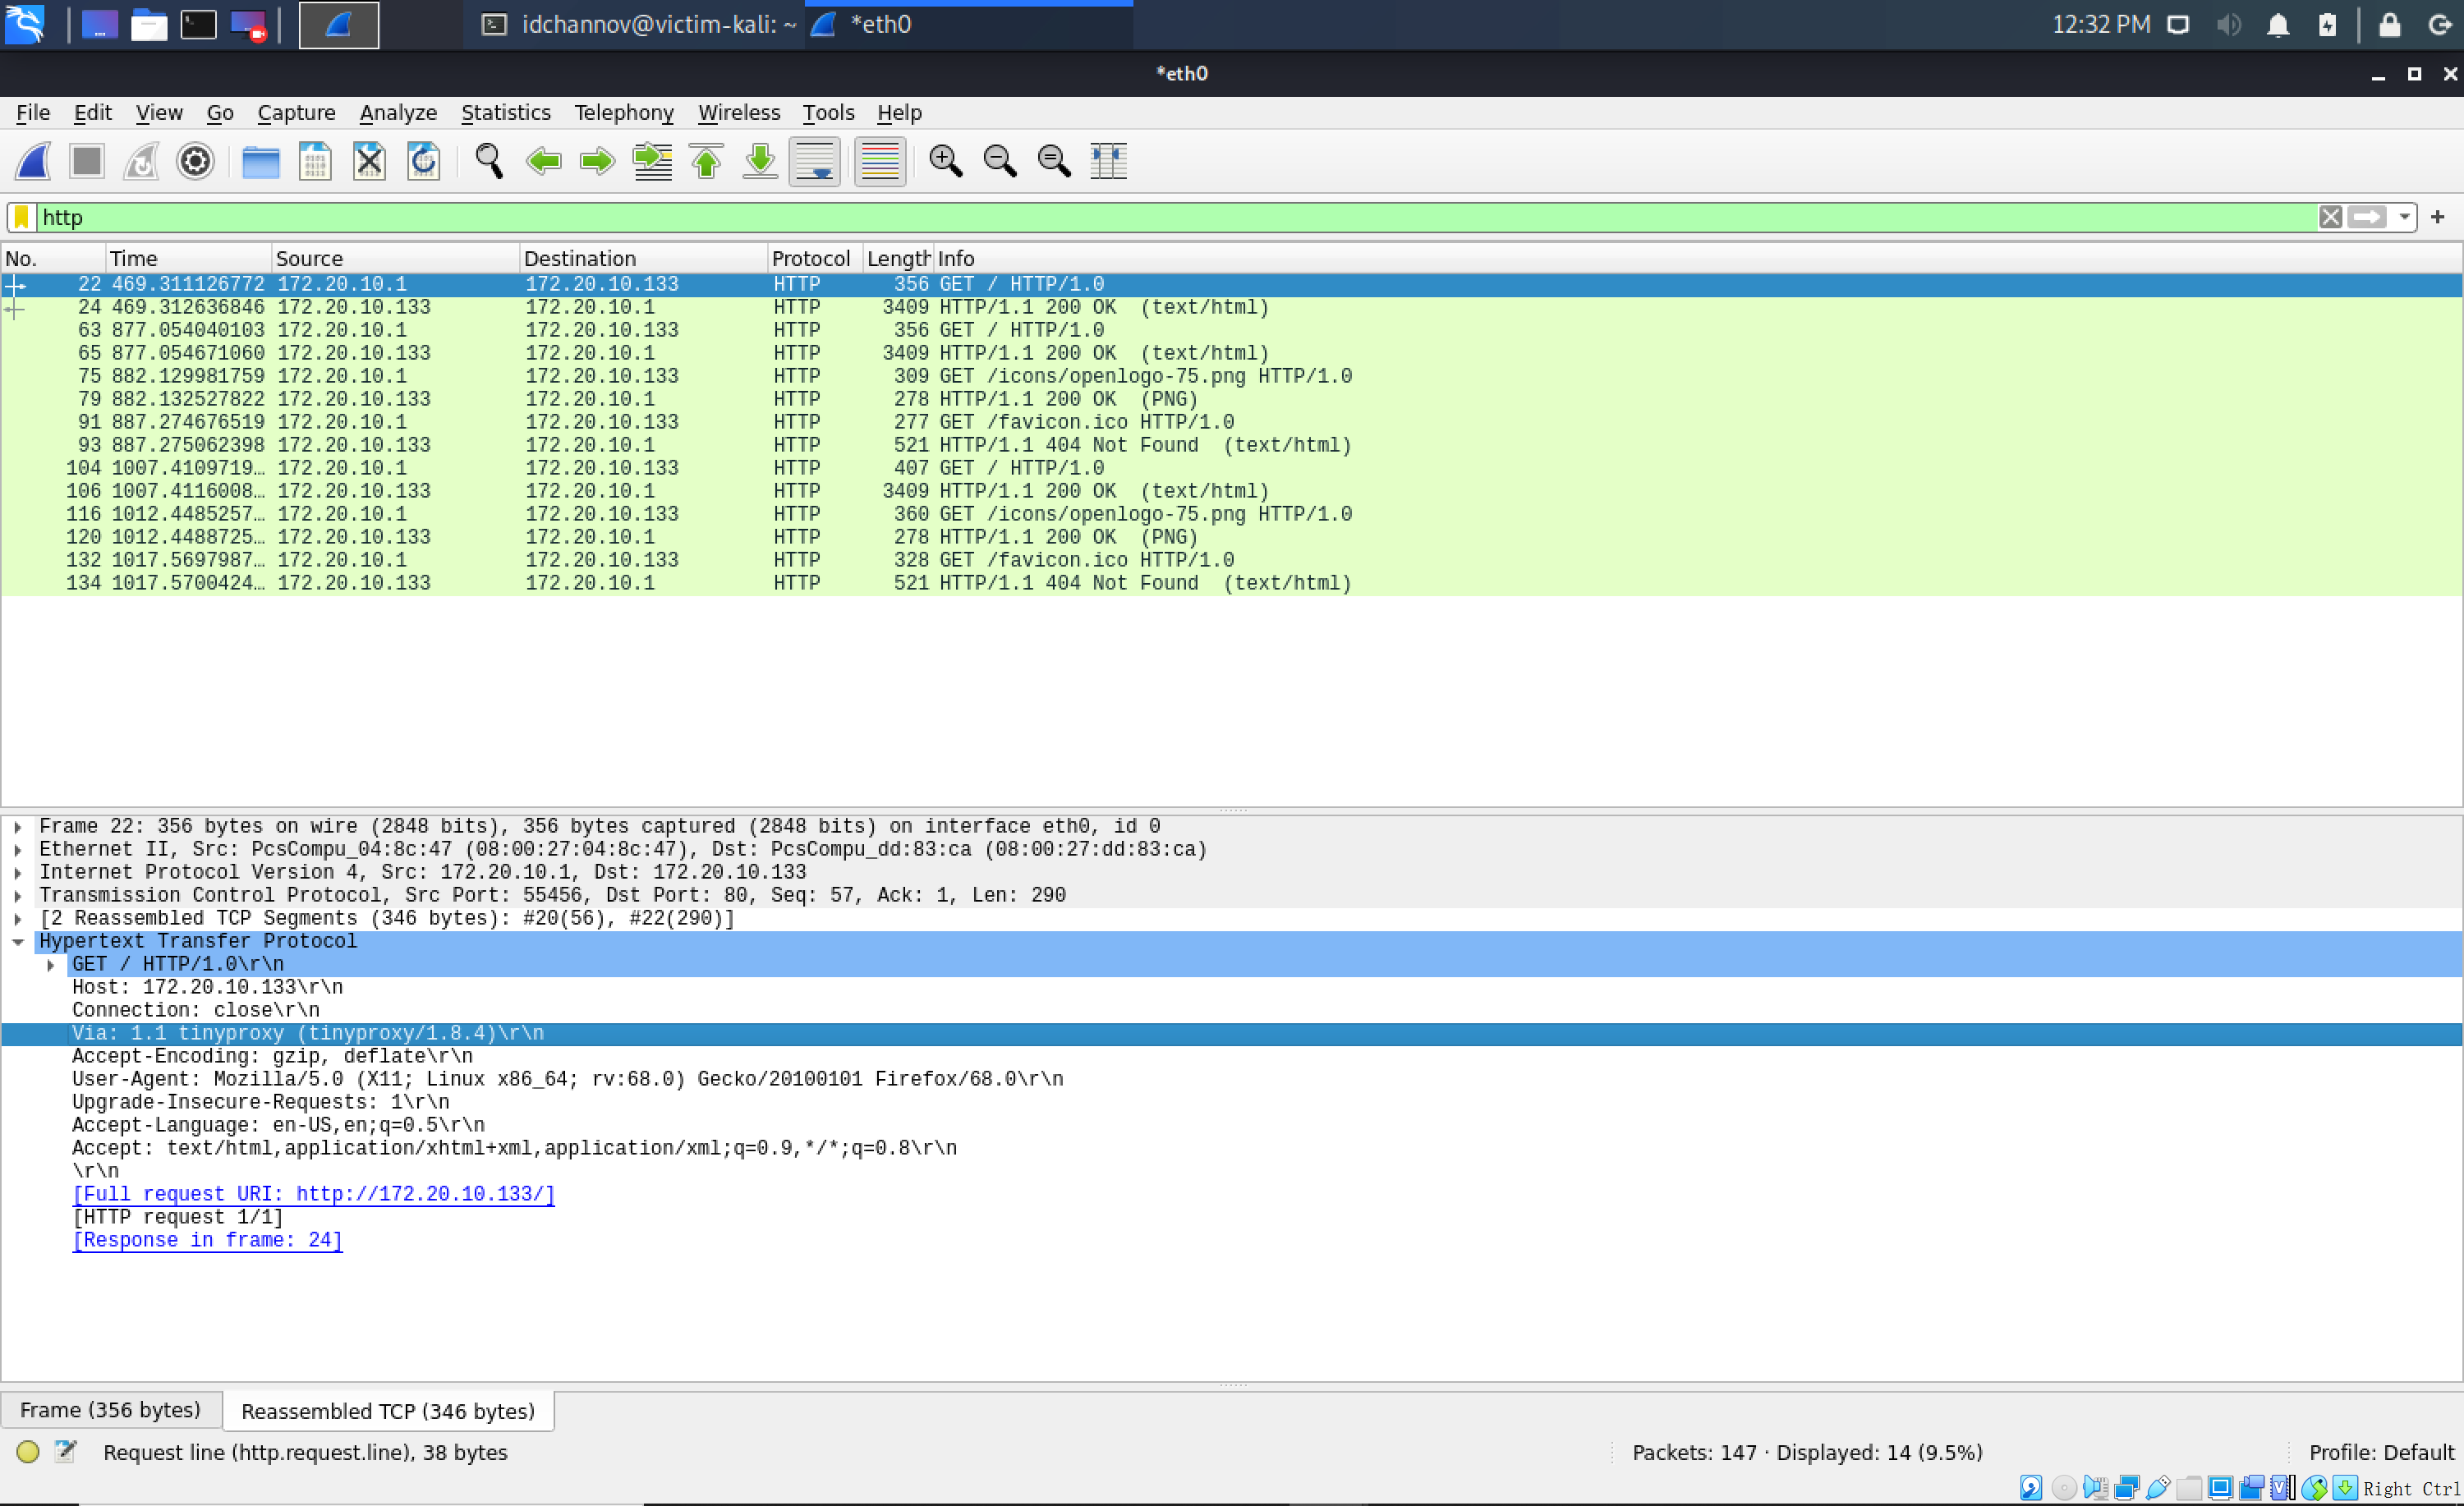 idchannov@victim-kali: ~ *eth0 12:32 PM
*eth0
File Edit View Go Capture Analyze Statistics Telephony Wireless Tools Help
http
No. Time Source Destination Protocol Length Info
22 469.311126772 172.20.10.1 172.20.10.133 HTTP 356 GET / HTTP/1.0
24 469.312636846 172.20.10.133 172.20.10.1 HTTP 3409 HTTP/1.1 200 OK (text/html)
63 877.054040103 172.20.10.1 172.20.10.133 HTTP 356 GET / HTTP/1.0
65 877.054671060 172.20.10.133 172.20.10.1 HTTP 3409 HTTP/1.1 200 OK (text/html)
75 882.129981759 172.20.10.1 172.20.10.133 HTTP 309 GET /icons/openlogo-75.png HTTP/1.0
79 882.132527822 172.20.10.133 172.20.10.1 HTTP 278 HTTP/1.1 200 OK (PNG)
91 887.274676519 172.20.10.1 172.20.10.133 HTTP 277 GET /favicon.ico HTTP/1.0
93 887.275062398 172.20.10.133 172.20.10.1 HTTP 521 HTTP/1.1 404 Not Found (text/html)
104 1007.4109719… 172.20.10.1 172.20.10.133 HTTP 407 GET / HTTP/1.0
106 1007.4116008… 172.20.10.133 172.20.10.1 HTTP 3409 HTTP/1.1 200 OK (text/html)
116 1012.4485257… 172.20.10.1 172.20.10.133 HTTP 360 GET /icons/openlogo-75.png HTTP/1.0
120 1012.4488725… 172.20.10.133 172.20.10.1 HTTP 278 HTTP/1.1 200 OK (PNG)
132 1017.5697987… 172.20.10.1 172.20.10.133 HTTP 328 GET /favicon.ico HTTP/1.0
134 1017.5700424… 172.20.10.133 172.20.10.1 HTTP 521 HTTP/1.1 404 Not Found (text/html)
Frame 22: 356 bytes on wire (2848 bits), 356 bytes captured (2848 bits) on interface eth0, id 0
Ethernet II, Src: PcsCompu_04:8c:47 (08:00:27:04:8c:47), Dst: PcsCompu_dd:83:ca (08:00:27:dd:83:ca)
Internet Protocol Version 4, Src: 172.20.10.1, Dst: 172.20.10.133
Transmission Control Protocol, Src Port: 55456, Dst Port: 80, Seq: 57, Ack: 1, Len: 290
[2 Reassembled TCP Segments (346 bytes): #20(56), #22(290)]
Hypertext Transfer Protocol
GET / HTTP/1.0\r\n
Host: 172.20.10.133\r\n
Connection: close\r\n
Via: 1.1 tinyproxy (tinyproxy/1.8.4)\r\n
Accept-Encoding: gzip, deflate\r\n
User-Agent: Mozilla/5.0 (X11; Linux x86_64; rv:68.0) Gecko/20100101 Firefox/68.0\r\n
Upgrade-Insecure-Requests: 1\r\n
Accept-Language: en-US,en;q=0.5\r\n
Accept: text/html,application/xhtml+xml,application/xml;q=0.9,*/*;q=0.8\r\n
\r\n
[Full request URI: http://172.20.10.133/]
[HTTP request 1/1]
[Response in frame: 24]
Frame (356 bytes) Reassembled TCP (346 bytes)
Request line (http.request.line), 38 bytes Packets: 147 · Displayed: 14 (9.5%) Profile: Default
Right Ctrl